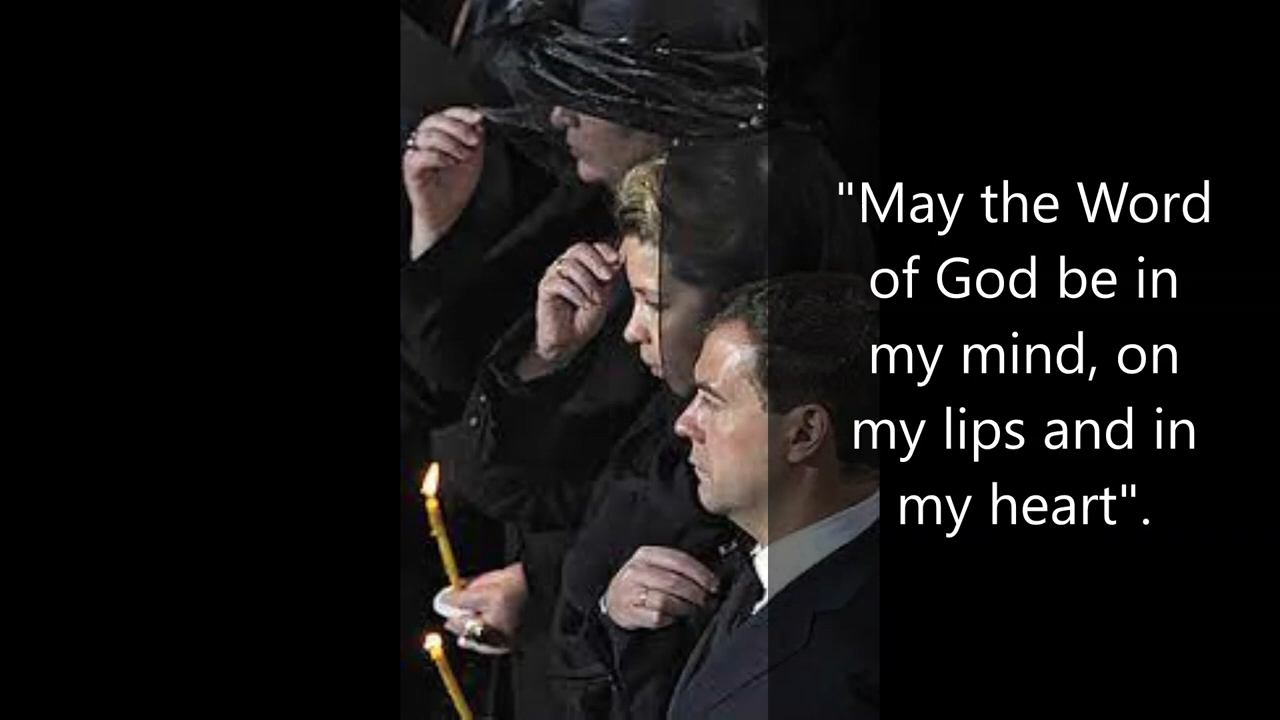 "May the Word
of God be in
my mind, on
my lips and in
my heart".